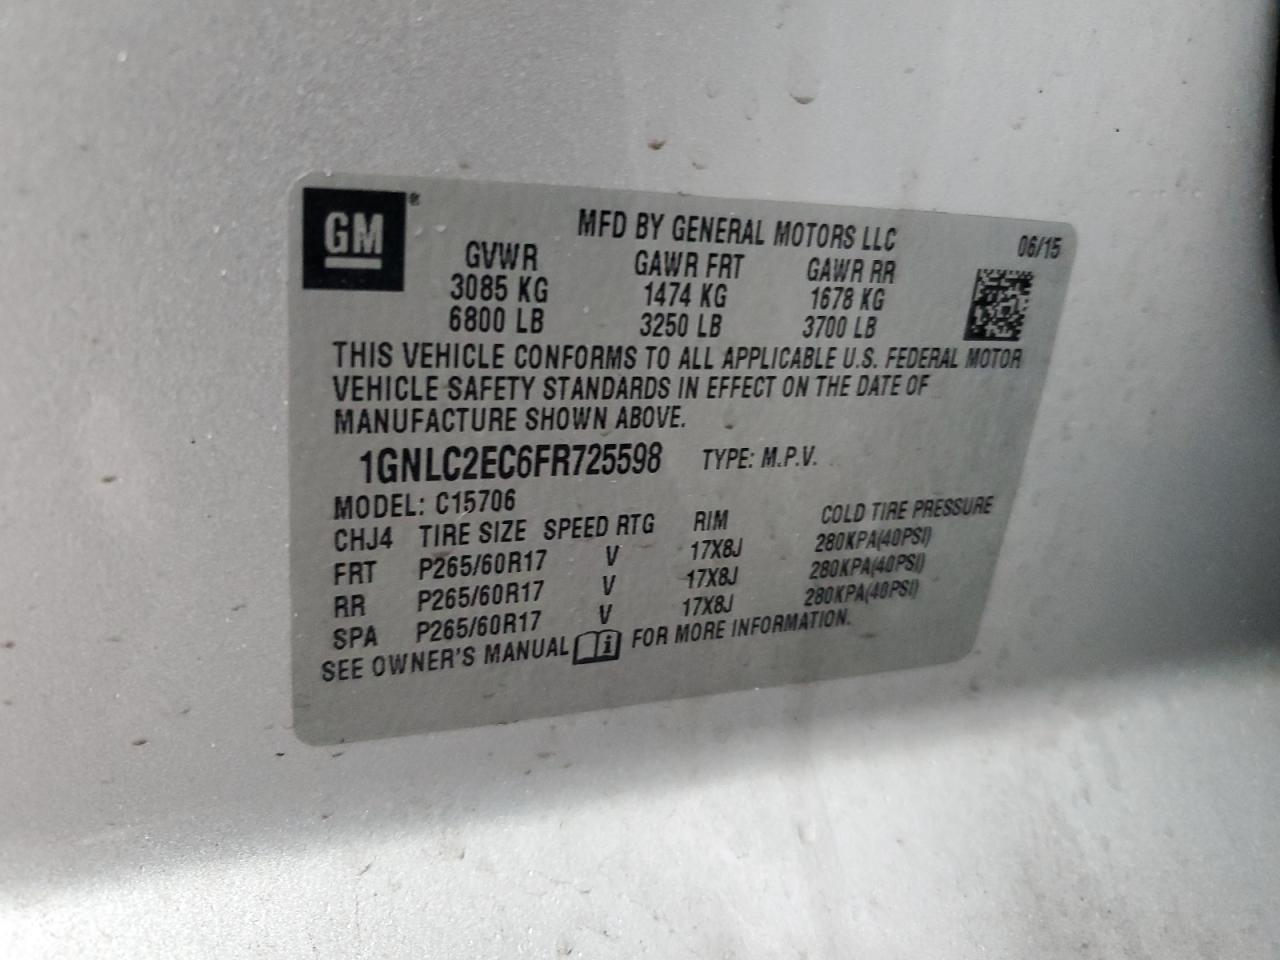 GM®
MFD BY GENERAL MOTORS LLC 06/15
GVWR GAWR FRT GAWR RR
3085 KG 1474 KG 1678 KG
6800 LB 3250 LB 3700 LB
THIS VEHICLE CONFORMS TO ALL APPLICABLE U.S. FEDERAL MOTOR
VEHICLE SAFETY STANDARDS IN EFFECT ON THE DATE OF
MANUFACTURE SHOWN ABOVE.
1GNLC2EC6FR725598 TYPE: M.P.V.
MODEL: C15706
CHJ4 TIRE SIZE SPEED RTG RIM COLD TIRE PRESSURE
FRT P265/60R17 V 17X8J 280KPA(40PSI)
RR P265/60R17 V 17X8J 280KPA(40PSI)
SPA P265/60R17 V 17X8J 280KPA(40PSI)
SEE OWNER'S MANUAL i FOR MORE INFORMATION.